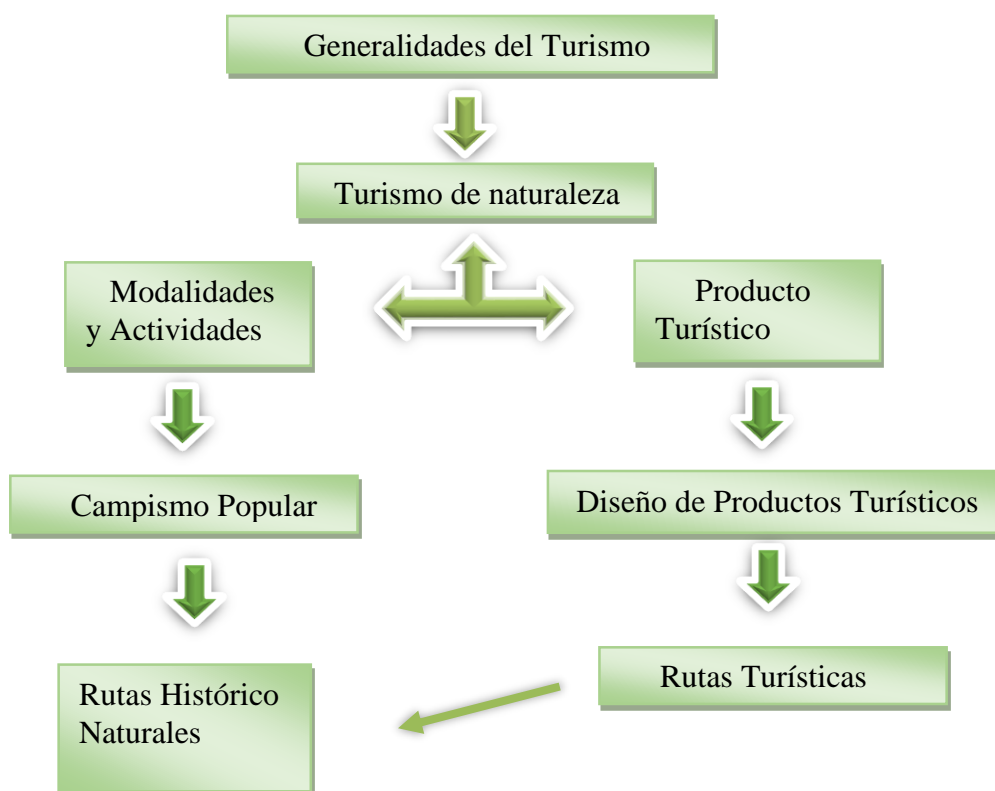 Generalidades del Turismo
Turismo de naturaleza
Modalidades
y Actividades
Producto
Turístico
Campismo Popular
Diseño de Productos Turísticos
Rutas Histórico
Naturales
Rutas Turísticas